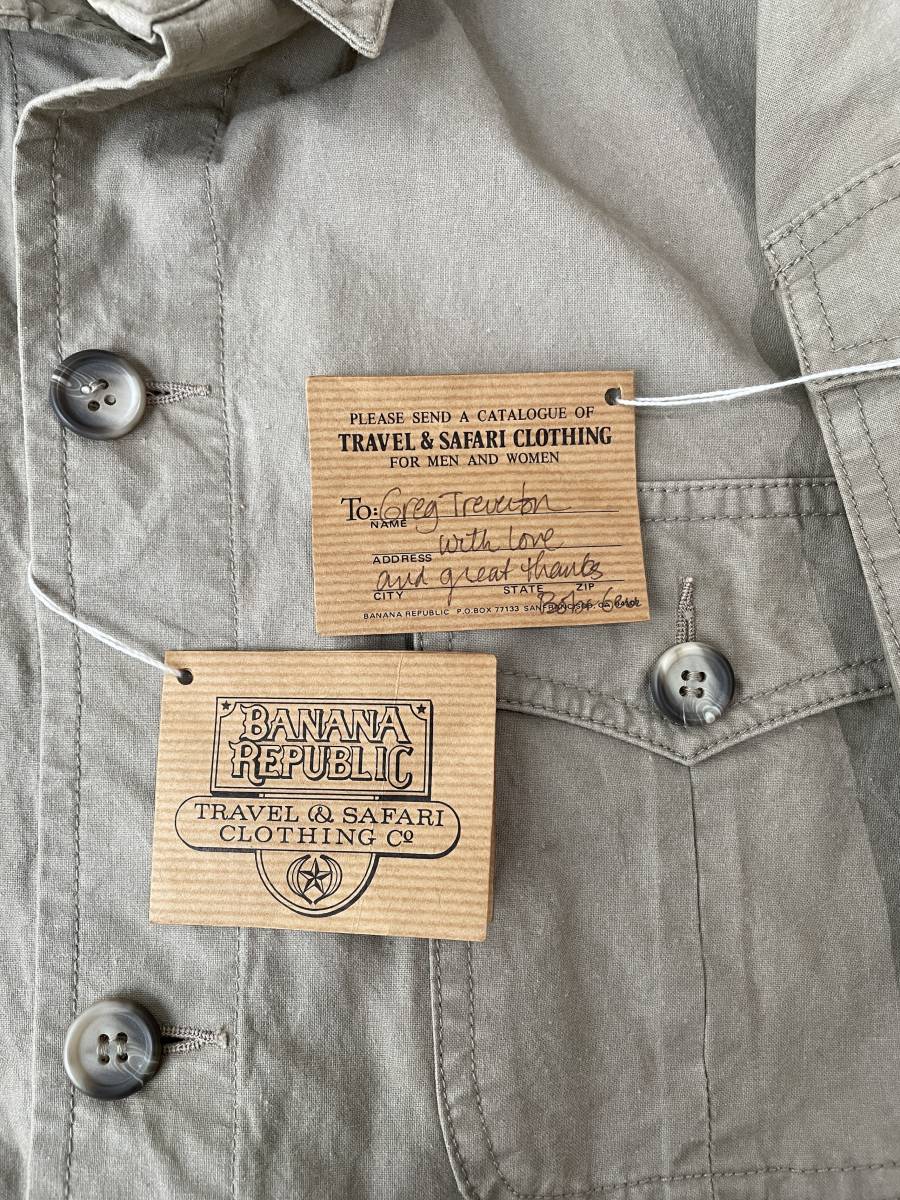 PLEASE SEND A CATALOGUE OF
TRAVEL & SAFARI CLOTHING
FOR MEN AND WOMEN
To: Greg Treverton
NAME
with love
ADDRESS
and great thanks
CITY STATE ZIP
BANANA REPUBLIC P.O. BOX 77133 SAN FRANCISCO, CA
BANANA
REPUBLIC
TRAVEL & SAFARI
CLOTHING Co